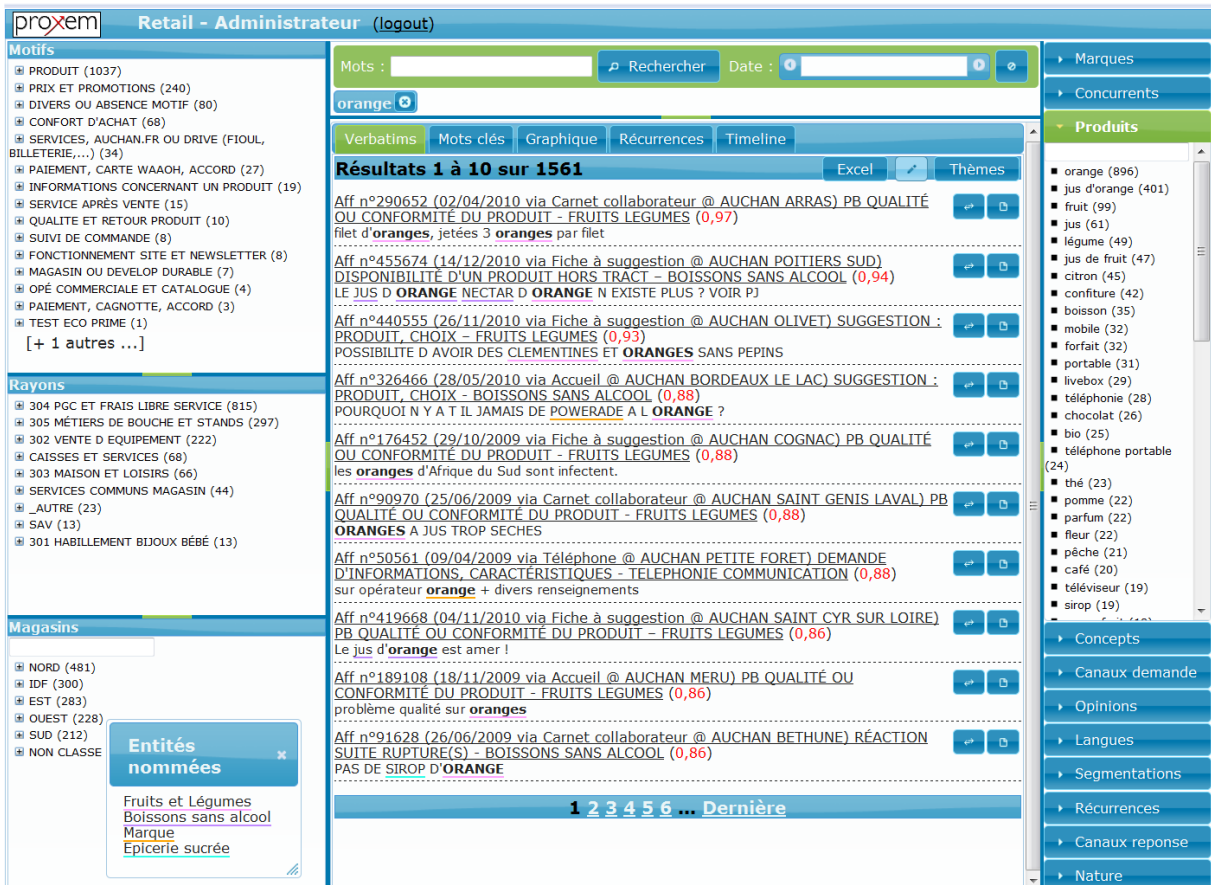 proxem
Retail - Administrateur (logout)
Motifs
PRODUIT (1037)
PRIX ET PROMOTIONS (240)
DIVERS OU ABSENCE MOTIF (80)
CONFORT D'ACHAT (68)
SERVICES, AUCHAN.FR OU DRIVE (FIOUL,
BILLETERIE,...) (34)
PAIEMENT, CARTE WAAOH, ACCORD (27)
INFORMATIONS CONCERNANT UN PRODUIT (19)
SERVICE APRÈS VENTE (15)
QUALITE ET RETOUR PRODUIT (10)
SUIVI DE COMMANDE (8)
FONCTIONNEMENT SITE ET NEWSLETTER (8)
MAGASIN OU DEVELOP DURABLE (7)
OPÉ COMMERCIALE ET CATALOGUE (4)
PAIEMENT, CAGNOTTE, ACCORD (3)
TEST ECO PRIME (1)
[+ 1 autres ...]
Rayons
304 PGC ET FRAIS LIBRE SERVICE (815)
305 MÉTIERS DE BOUCHE ET STANDS (297)
302 VENTE D EQUIPEMENT (222)
CAISSES ET SERVICES (68)
303 MAISON ET LOISIRS (66)
SERVICES COMMUNS MAGASIN (44)
_AUTRE (23)
SAV (13)
301 HABILLEMENT BIJOUX BÉBÉ (13)
Magasins
NORD (481)
IDF (300)
EST (283)
OUEST (228)
SUD (212)
NON CLASSE
Entités
nommées
Fruits et Légumes
Boissons sans alcool
Marque
Epicerie sucrée
Mots :
Rechercher
Date :
orange
Verbatims
Mots clés
Graphique
Récurrences
Timeline
Résultats 1 à 10 sur 1561
Excel
Thèmes
Aff n°290652 (02/04/2010 via Carnet collaborateur @ AUCHAN ARRAS) PB QUALITÉ
OU CONFORMITÉ DU PRODUIT - FRUITS LEGUMES (0,97)
filet d'oranges, jetées 3 oranges par filet
Aff n°455674 (14/12/2010 via Fiche à suggestion @ AUCHAN POITIERS SUD)
DISPONIBILITÉ D'UN PRODUIT HORS TRACT – BOISSONS SANS ALCOOL (0,94)
LE JUS D ORANGE NECTAR D ORANGE N EXISTE PLUS ? VOIR PJ
Aff n°440555 (26/11/2010 via Fiche à suggestion @ AUCHAN OLIVET) SUGGESTION :
PRODUIT, CHOIX – FRUITS LEGUMES (0,93)
POSSIBILITE D AVOIR DES CLEMENTINES ET ORANGES SANS PEPINS
Aff n°326466 (28/05/2010 via Accueil @ AUCHAN BORDEAUX LE LAC) SUGGESTION :
PRODUIT, CHOIX - BOISSONS SANS ALCOOL (0,88)
POURQUOI N Y A T IL JAMAIS DE POWERADE A L ORANGE ?
Aff n°176452 (29/10/2009 via Fiche à suggestion @ AUCHAN COGNAC) PB QUALITÉ
OU CONFORMITÉ DU PRODUIT - FRUITS LEGUMES (0,88)
les oranges d'Afrique du Sud sont infectent.
Aff n°90970 (25/06/2009 via Carnet collaborateur @ AUCHAN SAINT GENIS LAVAL) PB
QUALITÉ OU CONFORMITÉ DU PRODUIT - FRUITS LEGUMES (0,88)
ORANGES A JUS TROP SECHES
Aff n°50561 (09/04/2009 via Téléphone @ AUCHAN PETITE FORET) DEMANDE
D'INFORMATIONS, CARACTÉRISTIQUES - TELEPHONIE COMMUNICATION (0,88)
sur opérateur orange + divers renseignements
Aff n°419668 (04/11/2010 via Fiche à suggestion @ AUCHAN SAINT CYR SUR LOIRE)
PB QUALITÉ OU CONFORMITÉ DU PRODUIT – FRUITS LEGUMES (0,86)
Le jus d'orange est amer !
Aff n°189108 (18/11/2009 via Accueil @ AUCHAN MERU) PB QUALITÉ OU
CONFORMITÉ DU PRODUIT - FRUITS LEGUMES (0,86)
problème qualité sur oranges
Aff n°91628 (26/06/2009 via Carnet collaborateur @ AUCHAN BETHUNE) RÉACTION
SUITE RUPTURE(S) - BOISSONS SANS ALCOOL (0,86)
PAS DE SIROP D'ORANGE
1 2 3 4 5 6 ... Dernière
Marques
Concurrents
Produits
orange (896)
jus d'orange (401)
fruit (99)
jus (61)
légume (49)
jus de fruit (47)
citron (45)
confiture (42)
boisson (35)
mobile (32)
forfait (32)
portable (31)
livebox (29)
téléphonie (28)
chocolat (26)
bio (25)
téléphone portable
(24)
thé (23)
pomme (22)
parfum (22)
fleur (22)
pêche (21)
café (20)
téléviseur (19)
sirop (19)
Concepts
Canaux demande
Opinions
Langues
Segmentations
Récurrences
Canaux reponse
Nature